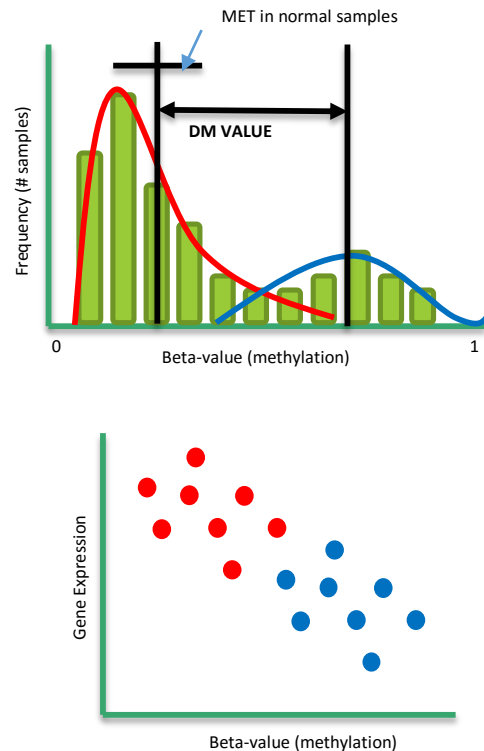 MET in normal samples
DM VALUE
Frequency (# samples)
0
1
Beta-value (methylation)
Gene Expression
Beta-value (methylation)